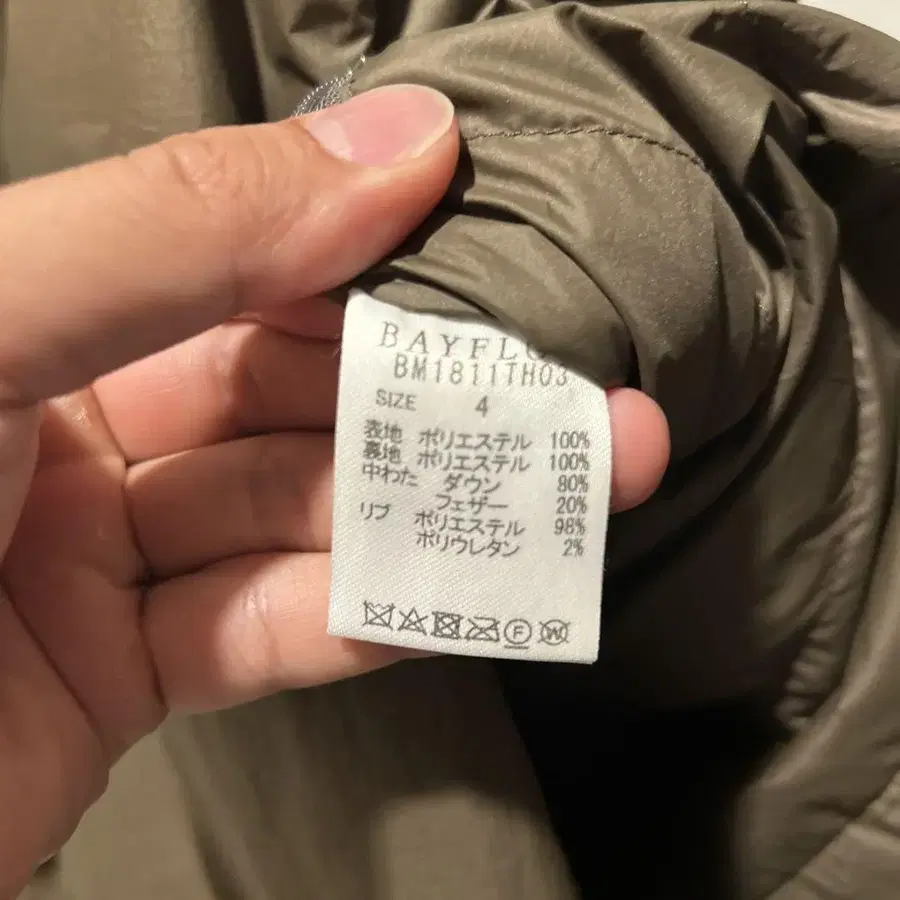 BAYFL
BM1811TH03
SIZE 4
表地 ポリエステル 100%
裏地 ポリエステル 100%
中わた ダウン 80%
フェザー 20%
リブ ポリエステル 98%
ポリウレタン 2%
F W